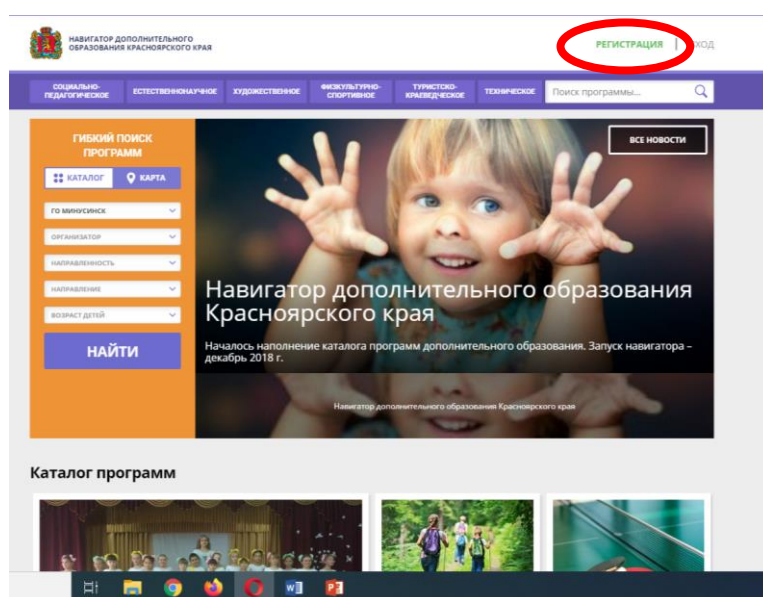 НАВИГАТОР ДОПОЛНИТЕЛЬНОГО
ОБРАЗОВАНИЯ КРАСНОЯРСКОГО КРАЯ
РЕГИСТРАЦИЯ
СОЦИАЛЬНО-
ПЕДАГОГИЧЕСКОЕ
ЕСТЕСТВЕННОНАУЧНОЕ
ХУДОЖЕСТВЕННОЕ
ФИЗКУЛЬТУРНО-
СПОРТИВНОЕ
ТУРИСТСКО-
КРАЕВЕДЧЕСКОЕ
ТЕХНИЧЕСКОЕ
Поиск программы...
ГИБКИЙ ПОИСК
ПРОГРАММ
КАТАЛОГ
КАРТА
ГО МИНУСИНСК
ОРГАНИЗАТОР
НАПРАВЛЕННОСТЬ
НАПРАВЛЕНИЕ
ВОЗРАСТ ДЕТЕЙ
НАЙТИ
ВСЕ НОВОСТИ
Навигатор дополнительного образования
Красноярского края
Началось наполнение каталога программ дополнительного образования. Запуск навигатора –
декабрь 2018 г.
Навигатор дополнительного образования Красноярского края
Каталог программ